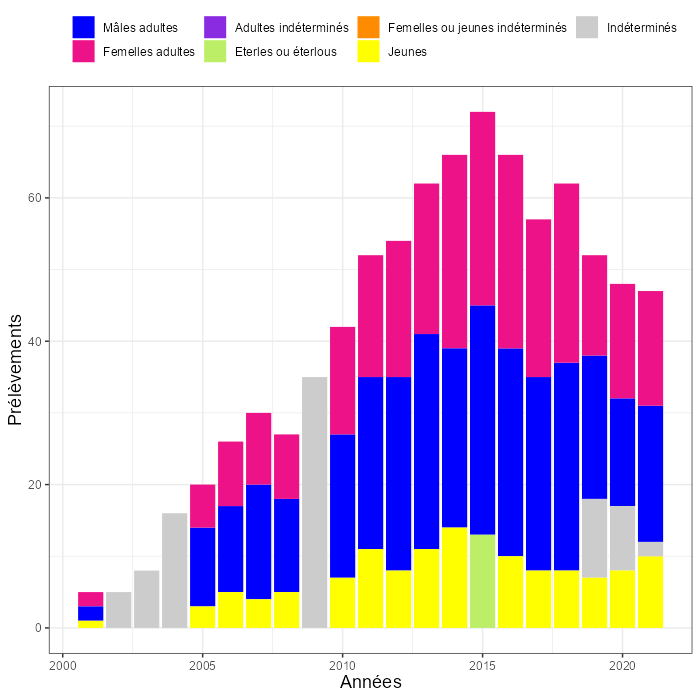 Mâles adultes Adultes indéterminés Femelles ou jeunes indéterminés Indéterminés
Femelles adultes Eterles ou éterlous Jeunes
60
40
20
0
Prélèvements
2000 2005 2010 2015 2020
Années